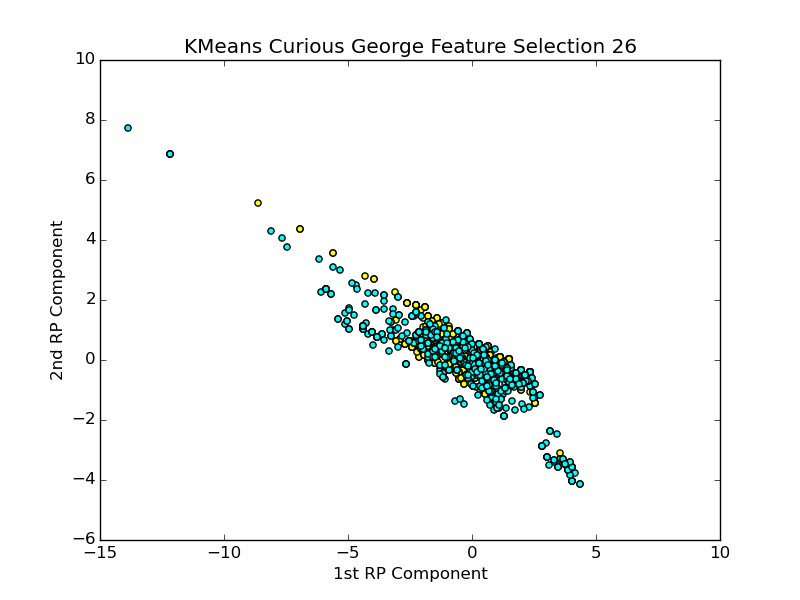 KMeans Curious George Feature Selection 26
10
8
6
4
2
0
−2
−4
−6
2nd RP Component
−15 −10 −5 0 5 10
1st RP Component